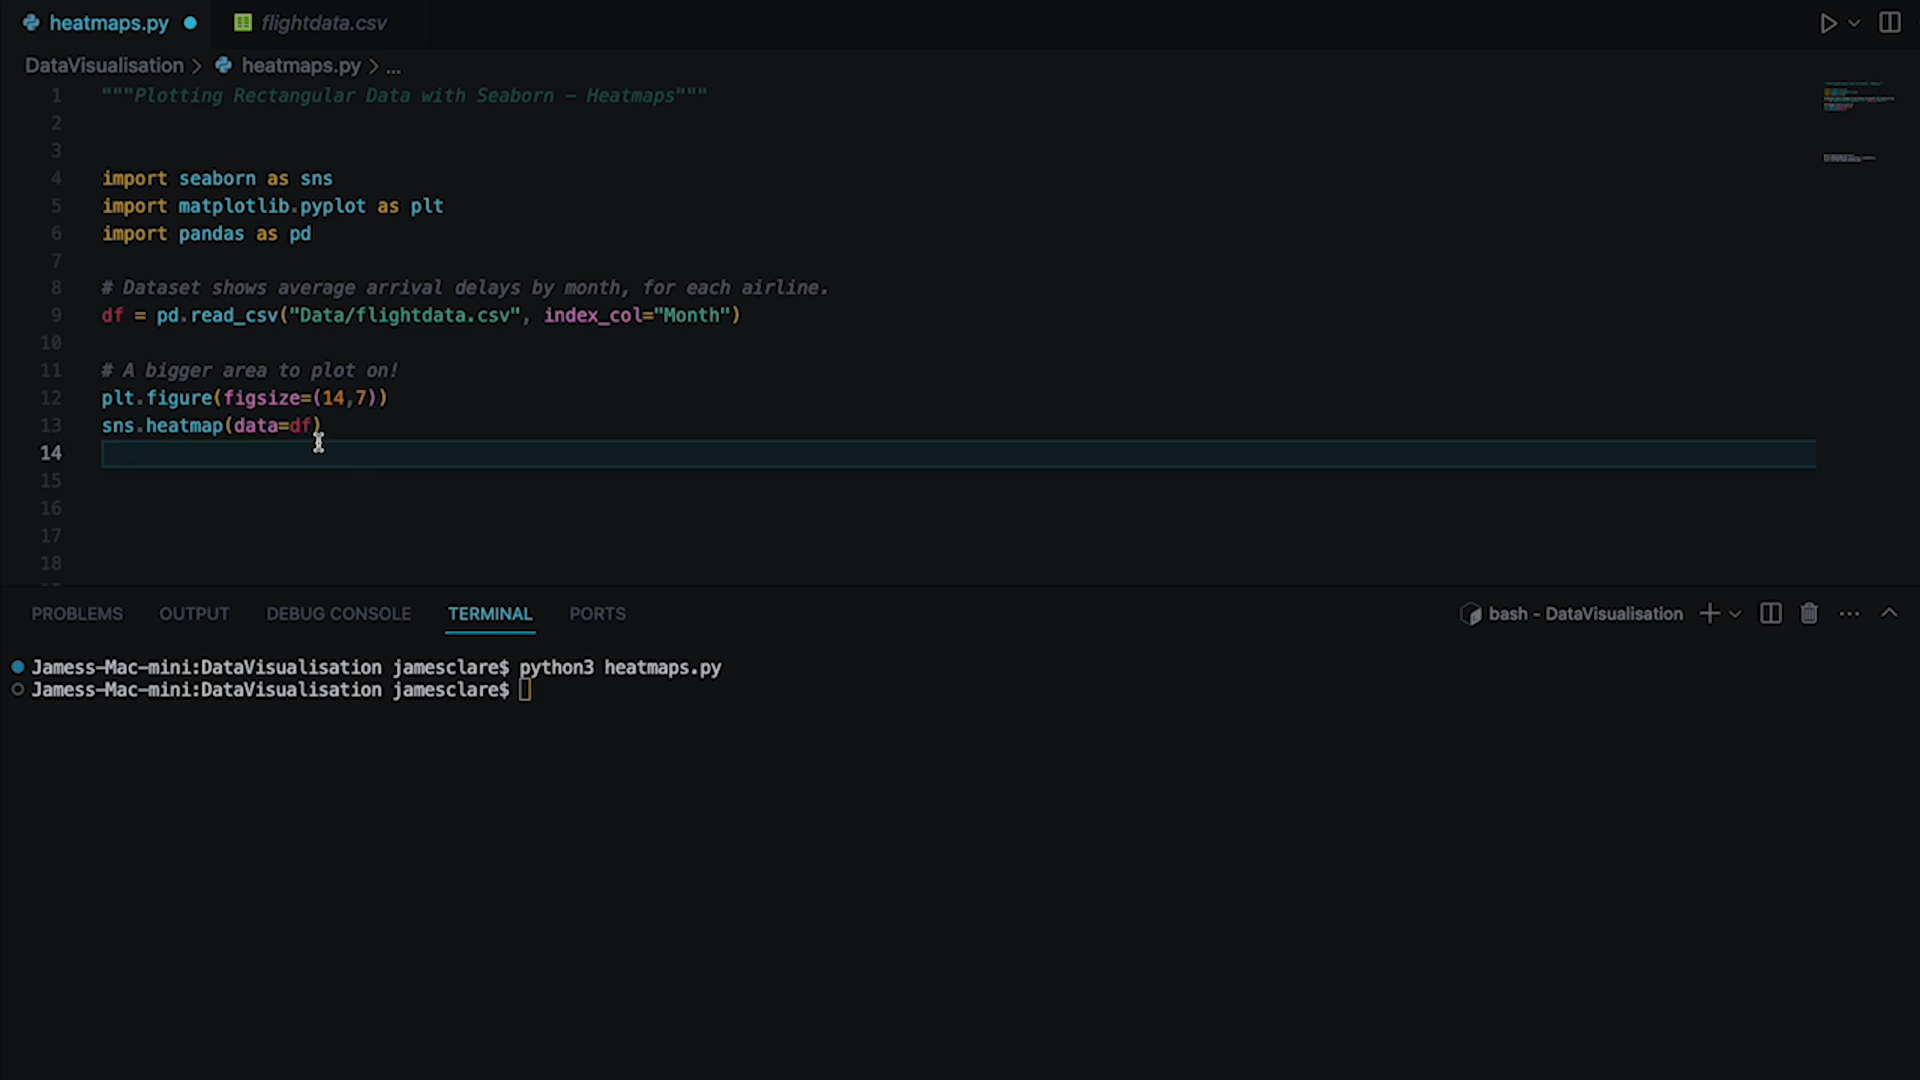 heatmaps.py flightdata.csv
DataVisualisation > heatmaps.py > ...
1 """Plotting Rectangular Data with Seaborn – Heatmaps"""
2
3
4 import seaborn as sns
5 import matplotlib.pyplot as plt
6 import pandas as pd
7
8 # Dataset shows average arrival delays by month, for each airline.
9 df = pd.read_csv("Data/flightdata.csv", index_col="Month")
10
11 # A bigger area to plot on!
12 plt.figure(figsize=(14,7))
13 sns.heatmap(data=df)
14
15
16
17
18
PROBLEMS OUTPUT DEBUG CONSOLE TERMINAL PORTS bash - DataVisualisation
Jamess-Mac-mini:DataVisualisation jamesclare$ python3 heatmaps.py
Jamess-Mac-mini:DataVisualisation jamesclare$